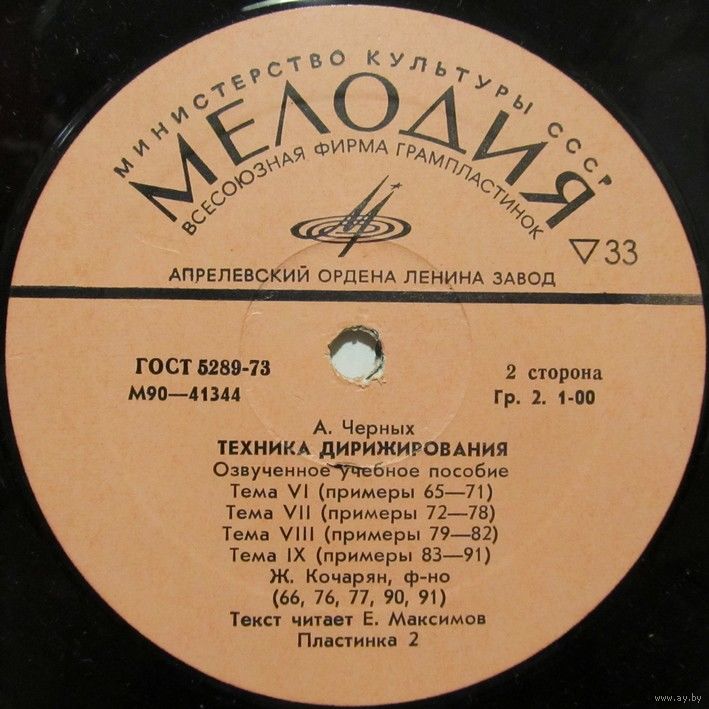 МИНИСТЕРСТВО КУЛЬТУРЫ СССР
МЕЛОДИЯ
ВСЕСОЮЗНАЯ ФИРМА ГРАМПЛАСТИНОК
▽33
АПРЕЛЕВСКИЙ ОРДЕНА ЛЕНИНА ЗАВОД
ГОСТ 5289-73
М90—41344
2 сторона
Гр. 2. 1-00
А. Черных
ТЕХНИКА ДИРИЖИРОВАНИЯ
Озвученное учебное пособие
Тема VI (примеры 65—71)
Тема VII (примеры 72—78)
Тема VIII (примеры 79—82)
Тема IX (примеры 83—91)
Ж. Кочарян, ф-но
(66, 76, 77, 90, 91)
Текст читает Е. Максимов
Пластинка 2
www.ay.by